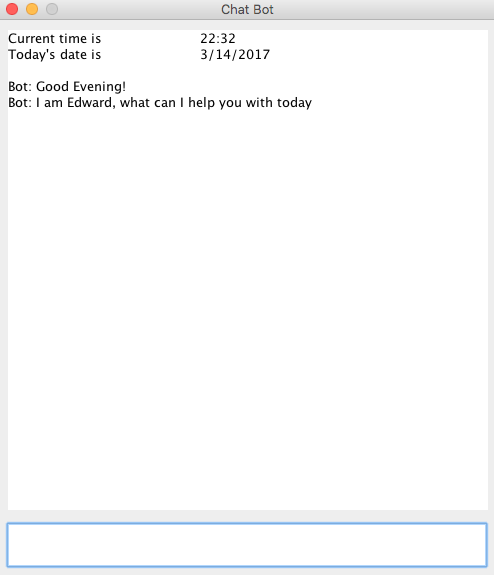 Chat Bot
Current time is 22:32
Today's date is 3/14/2017
Bot: Good Evening!
Bot: I am Edward, what can I help you with today